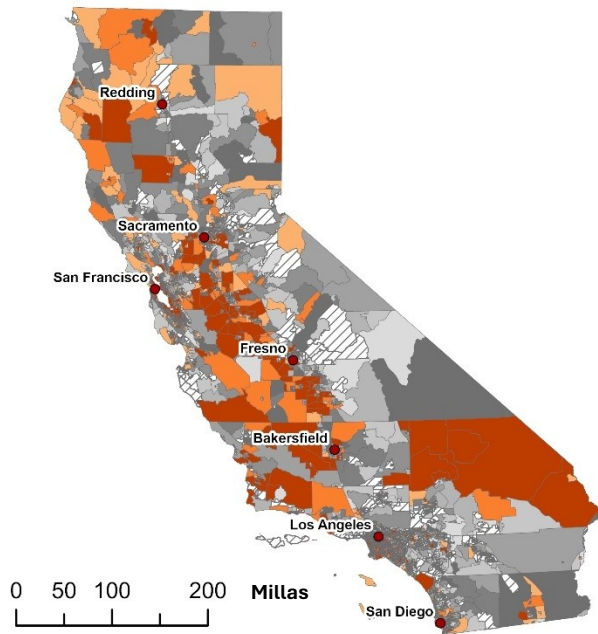 Redding
Sacramento
San Francisco
Fresno
Bakersfield
Los Angeles
San Diego
0 50 100 200 Millas